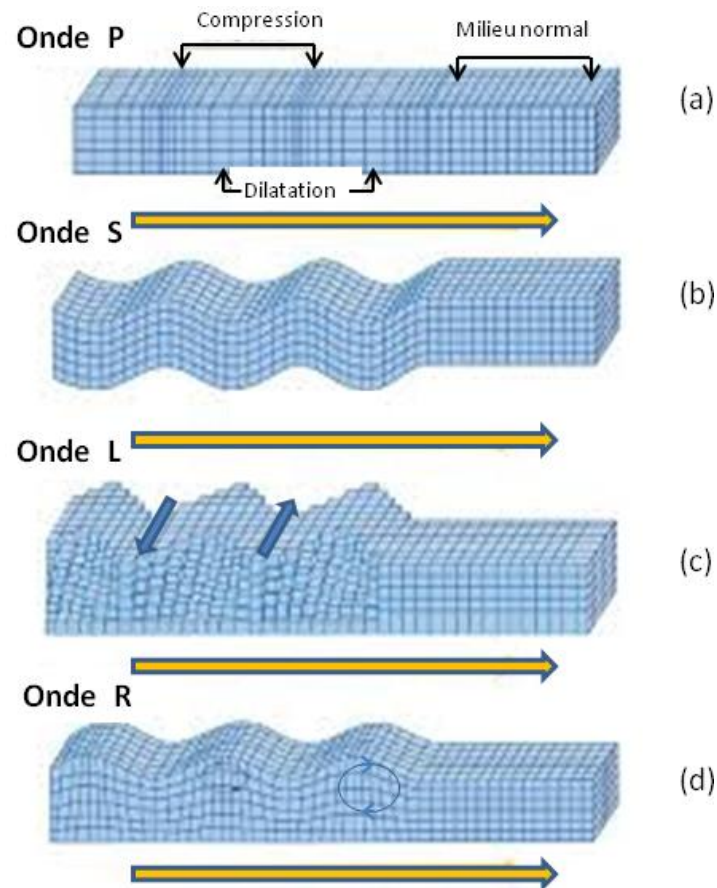 Compression
Onde P
Milieu normal
(a)
Dilatation
Onde S
(b)
Onde L
(c)
Onde R
(d)